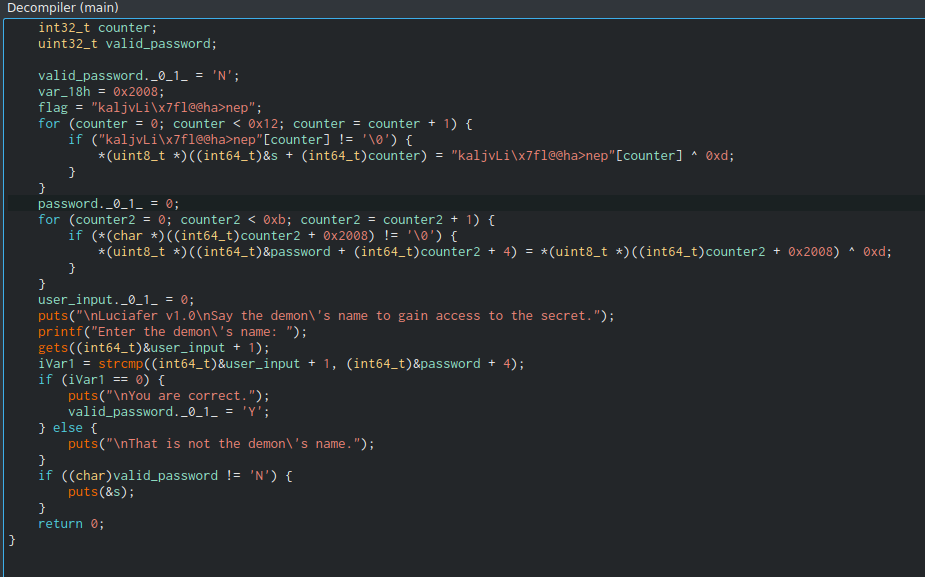 Decompiler (main)
int32_t counter;
uint32_t valid_password;
valid_password._0_1_ = 'N';
var_18h = 0x2008;
flag = "kaljvLi\x7fl@@ha>nep";
for (counter = 0; counter < 0x12; counter = counter + 1) {
if ("kaljvLi\x7fl@@ha>nep"[counter] != '\0') {
*(uint8_t *)((int64_t)&s + (int64_t)counter) = "kaljvLi\x7fl@@ha>nep"[counter] ^ 0xd;
}
}
password._0_1_ = 0;
for (counter2 = 0; counter2 < 0xb; counter2 = counter2 + 1) {
if (*(char *)((int64_t)counter2 + 0x2008) != '\0') {
*(uint8_t *)((int64_t)&password + (int64_t)counter2 + 4) = *(uint8_t *)((int64_t)counter2 + 0x2008) ^ 0xd;
}
}
user_input._0_1_ = 0;
puts("\nLuciafer v1.0\nSay the demon\'s name to gain access to the secret.");
printf("Enter the demon\'s name: ");
gets((int64_t)&user_input + 1);
iVar1 = strcmp((int64_t)&user_input + 1, (int64_t)&password + 4);
if (iVar1 == 0) {
puts("\nYou are correct.");
valid_password._0_1_ = 'Y';
} else {
puts("\nThat is not the demon\'s name.");
}
if ((char)valid_password != 'N') {
puts(&s);
}
return 0;
}